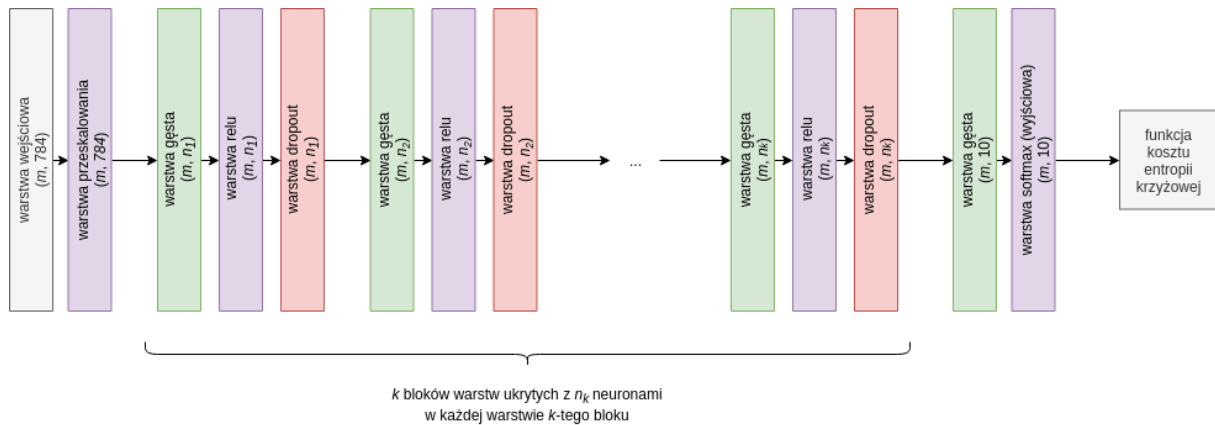 warstwa wejściowa
(m, 784)
warstwa przeskalowania
(m, 784)
warstwa gęsta
(m, n1)
warstwa relu
(m, n1)
warstwa dropout
(m, n1)
warstwa gęsta
(m, n2)
warstwa relu
(m, n2)
warstwa dropout
(m, n2)
...
warstwa gęsta
(m, nk)
warstwa relu
(m, nk)
warstwa dropout
(m, nk)
warstwa gęsta
(m, 10)
warstwa softmax (wyjściowa)
(m, 10)
funkcja
kosztu
entropii
krzyżowej
k bloków warstw ukrytych z nk neuronami
w każdej warstwie k-tego bloku